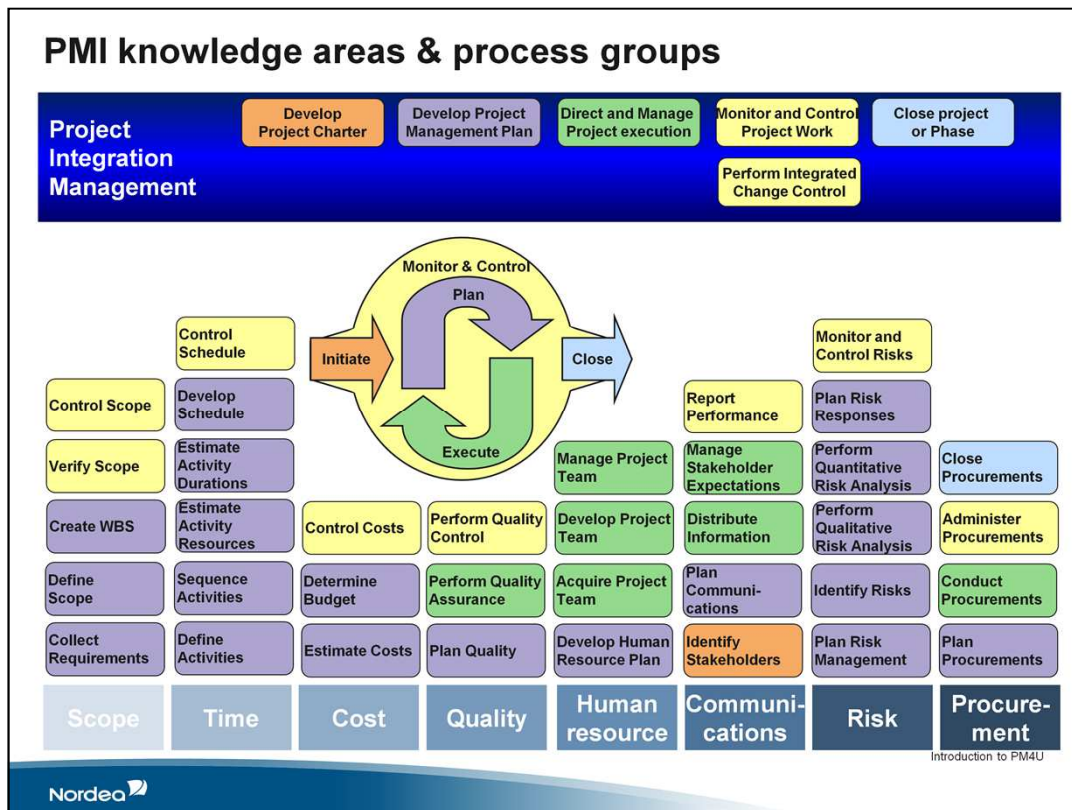 PMI knowledge areas & process groups
Project
Integration
Management
Develop
Project Charter
Develop Project
Management Plan
Direct and Manage
Project execution
Monitor and Control
Project Work
Close project
or Phase
Perform Integrated
Change Control
Monitor & Control
Plan
Initiate
Close
Execute
Control Scope
Verify Scope
Create WBS
Define
Scope
Collect
Requirements
Scope
Control
Schedule
Develop
Schedule
Estimate
Activity
Durations
Estimate
Activity
Resources
Sequence
Activities
Define
Activities
Time
Control Costs
Determine
Budget
Estimate Costs
Cost
Perform Quality
Control
Perform Quality
Assurance
Plan Quality
Quality
Manage Project
Team
Develop Project
Team
Acquire Project
Team
Develop Human
Resource Plan
Human
resource
Report
Performance
Manage
Stakeholder
Expectations
Distribute
Information
Plan
Communi-
cations
Identify
Stakeholders
Communi-
cations
Monitor and
Control Risks
Plan Risk
Responses
Perform
Quantitative
Risk Analysis
Perform
Qualitative
Risk Analysis
Identify Risks
Plan Risk
Management
Risk
Close
Procurements
Administer
Procurements
Conduct
Procurements
Plan
Procurements
Procure-
ment
Introduction to PM4U
Nordea